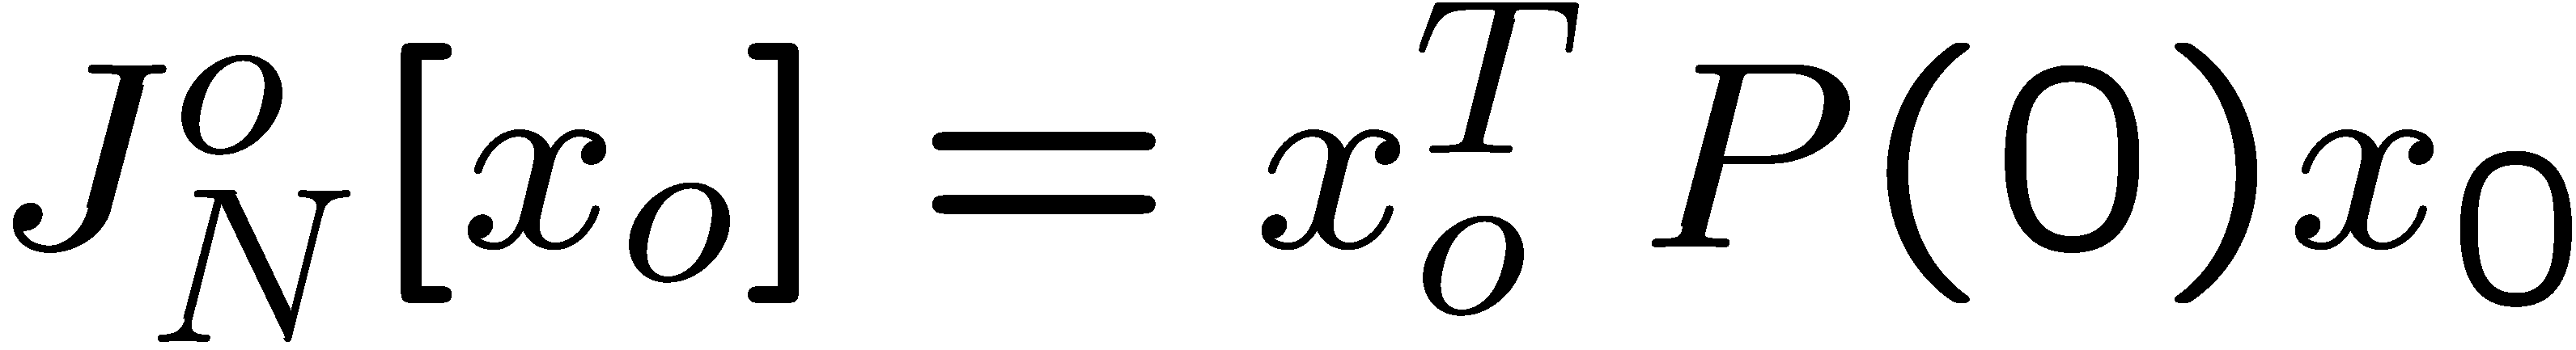 $J_N^o[x_o] = x_o^T P(0)x_0$